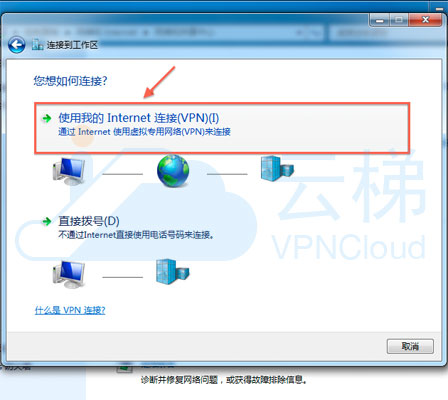 连接到工作区
您想如何连接?
使用我的 Internet 连接(VPN)(I)
通过 Internet 使用虚拟专用网络(VPN)来连接
云梯
VPNCloud
直接拨号(D)
不通过Internet直接使用电话号码来连接。
什么是 VPN 连接?
取消
诊断并修复网络问题，或获得故障排除信息。